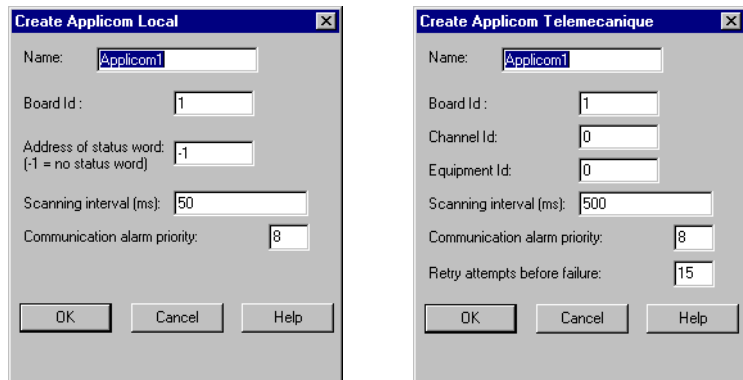 Create Applicom Local
Name: Applicom1
Board Id : 1
Address of status word: -1
(-1 = no status word)
Scanning interval (ms): 50
Communication alarm priority: 8
OK Cancel Help
Create Applicom Telemecanique
Name: Applicom1
Board Id : 1
Channel Id: 0
Equipment Id: 0
Scanning interval (ms): 500
Communication alarm priority: 8
Retry attempts before failure: 15
OK Cancel Help